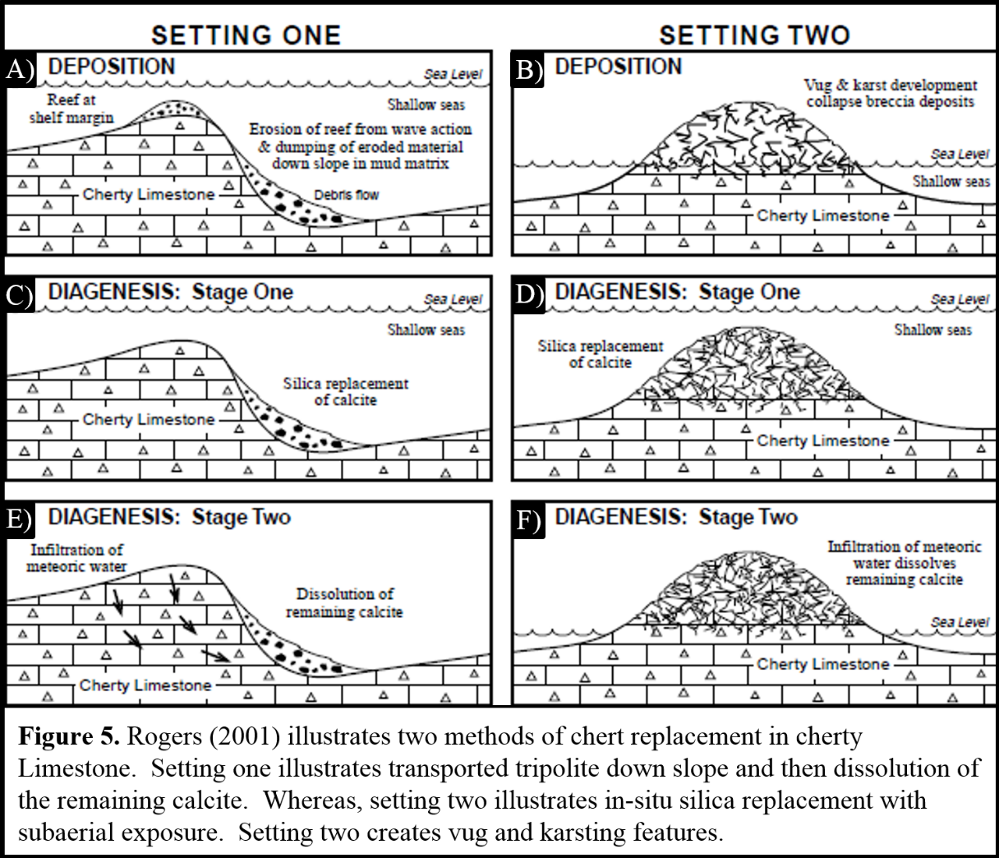 SETTING ONE
SETTING TWO
A) DEPOSITION
Sea Level
Reef at
shelf margin
Shallow seas
Erosion of reef from wave action
& dumping of eroded material
down slope in mud matrix
Debris flow
Cherty Limestone
B) DEPOSITION
Vug & karst development
collapse breccia deposits
Sea Level
Shallow seas
Cherty Limestone
C) DIAGENESIS: Stage One
Sea Level
Shallow seas
Silica replacement
of calcite
Cherty Limestone
D) DIAGENESIS: Stage One
Sea Level
Shallow seas
Silica replacement
of calcite
Cherty Limestone
E) DIAGENESIS: Stage Two
Infiltration of
meteoric water
Dissolution of
remaining calcite
Cherty Limestone
F) DIAGENESIS: Stage Two
Infiltration of meteoric
water dissolves
remaining calcite
Sea Level
Cherty Limestone
Figure 5. Rogers (2001) illustrates two methods of chert replacement in cherty
Limestone. Setting one illustrates transported tripolite down slope and then dissolution of
the remaining calcite. Whereas, setting two illustrates in-situ silica replacement with
subaerial exposure. Setting two creates vug and karsting features.